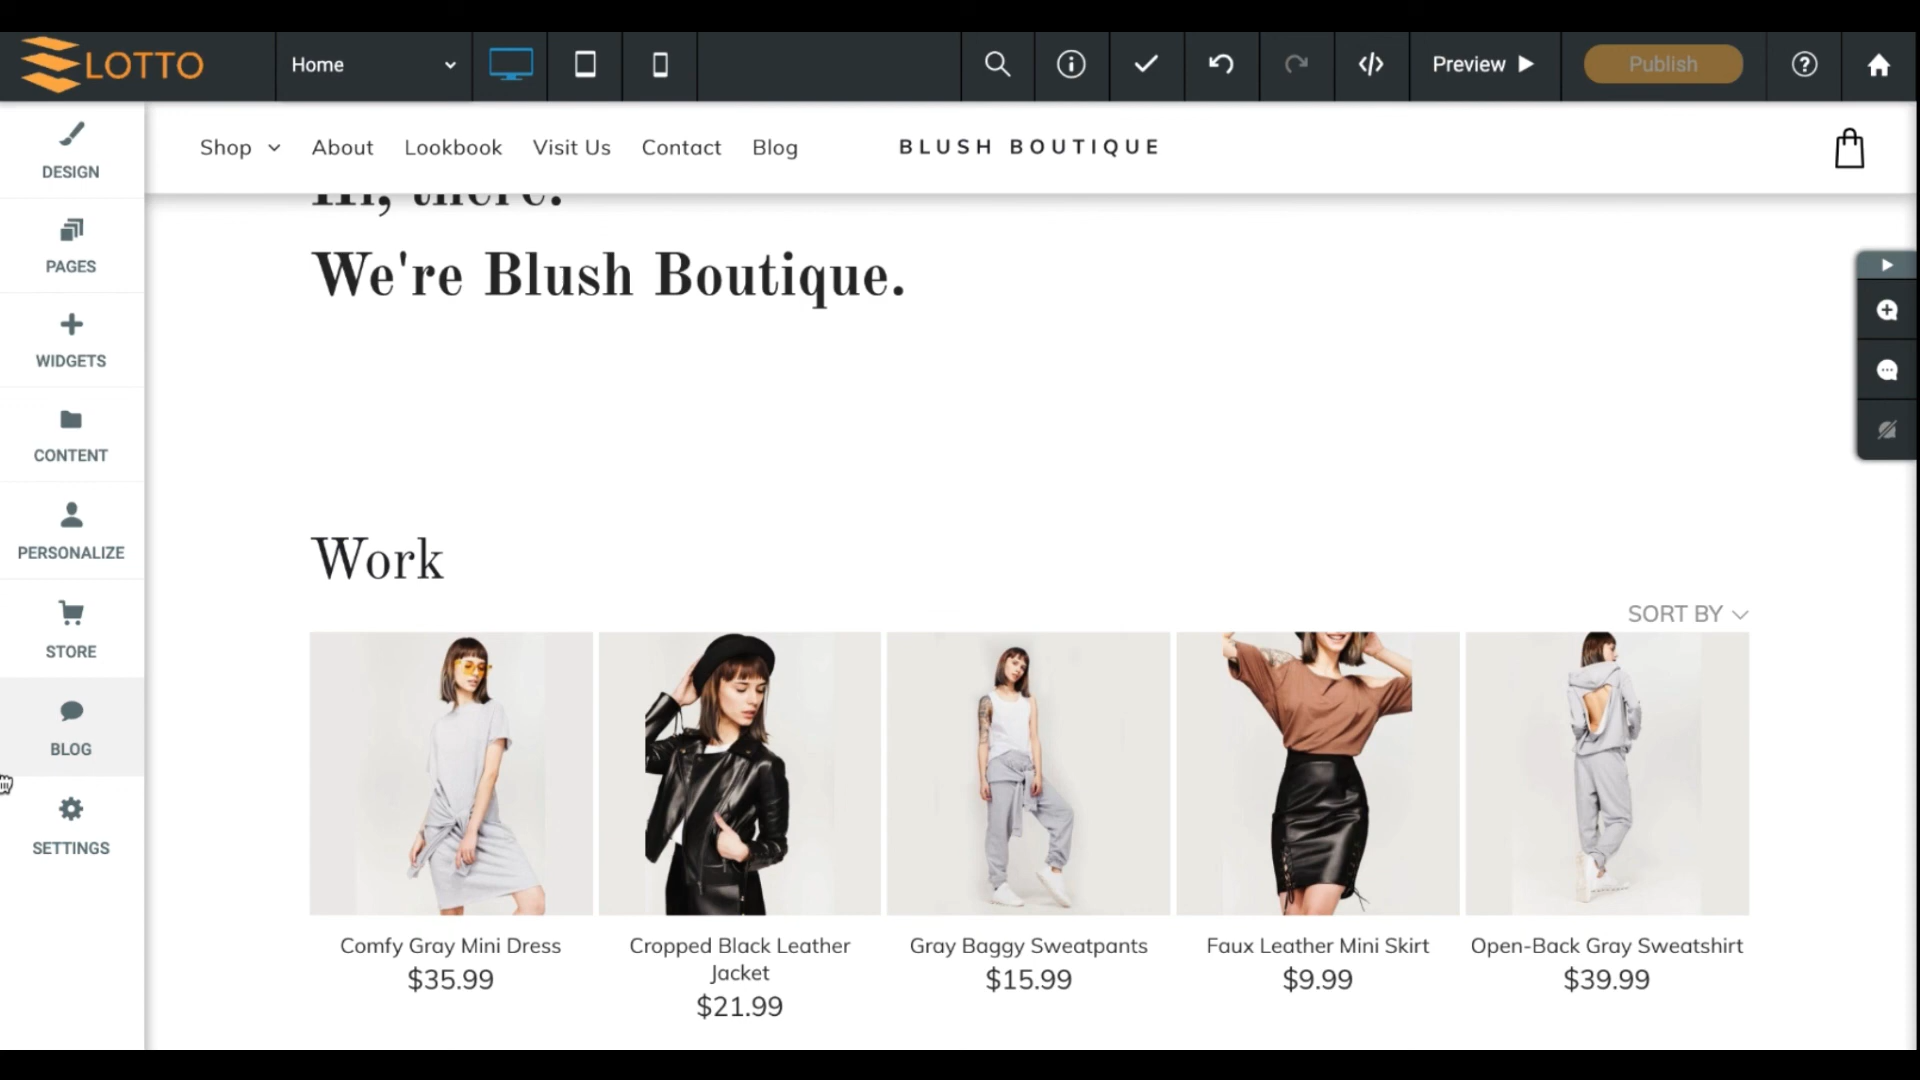 LOTTO
Home
Preview
Publish
DESIGN
PAGES
WIDGETS
CONTENT
PERSONALIZE
STORE
BLOG
SETTINGS
Shop About Lookbook Visit Us Contact Blog
BLUSH BOUTIQUE
Hi, there.
We're Blush Boutique.
Work
SORT BY
Comfy Gray Mini Dress
$35.99
Cropped Black Leather
Jacket
$21.99
Gray Baggy Sweatpants
$15.99
Faux Leather Mini Skirt
$9.99
Open-Back Gray Sweatshirt
$39.99